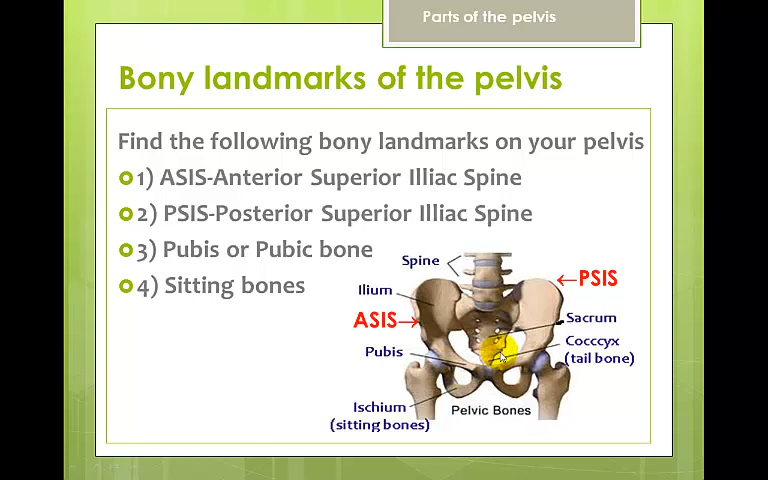 Parts of the pelvis
Bony landmarks of the pelvis
Find the following bony landmarks on your pelvis
1) ASIS-Anterior Superior Illiac Spine
2) PSIS-Posterior Superior Illiac Spine
3) Pubis or Pubic bone
4) Sitting bones
Spine
←PSIS
Ilium
ASIS→
Sacrum
Cocccyx
(tail bone)
Pubis
Ischium
(sitting bones)
Pelvic Bones